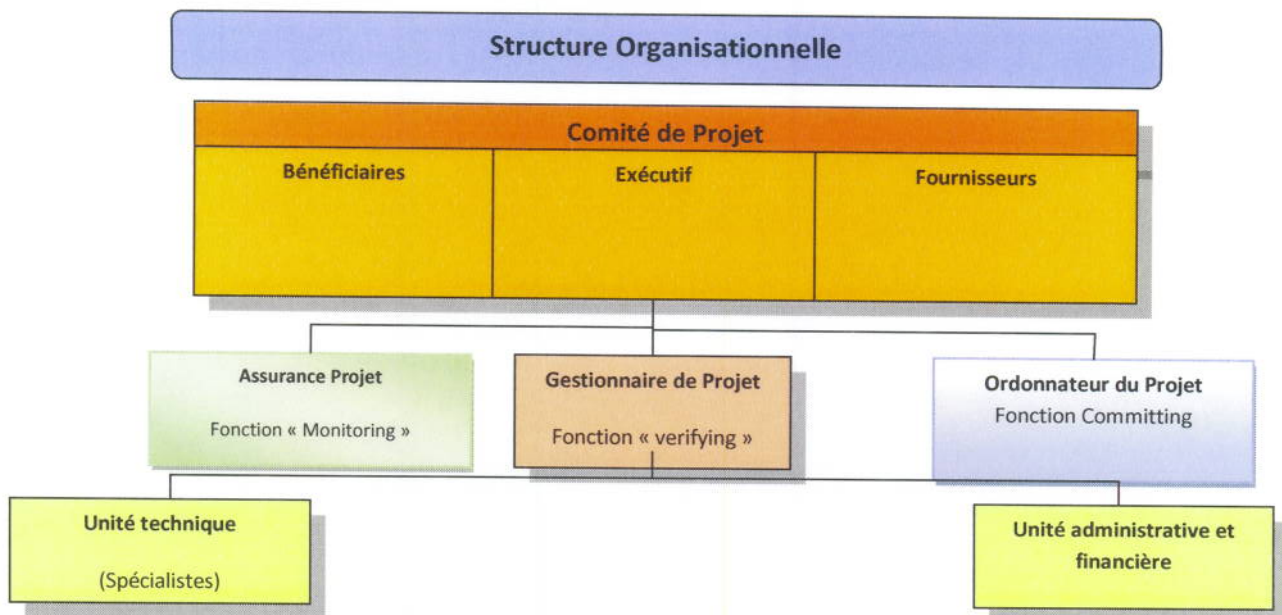 Structure Organisationnelle
Comité de Projet
Bénéficiaires
Exécutif
Fournisseurs
Assurance Projet
Fonction « Monitoring »
Gestionnaire de Projet
Fonction « verifying »
Ordonnateur du Projet
Fonction Committing
Unité technique
(Spécialistes)
Unité administrative et
financière